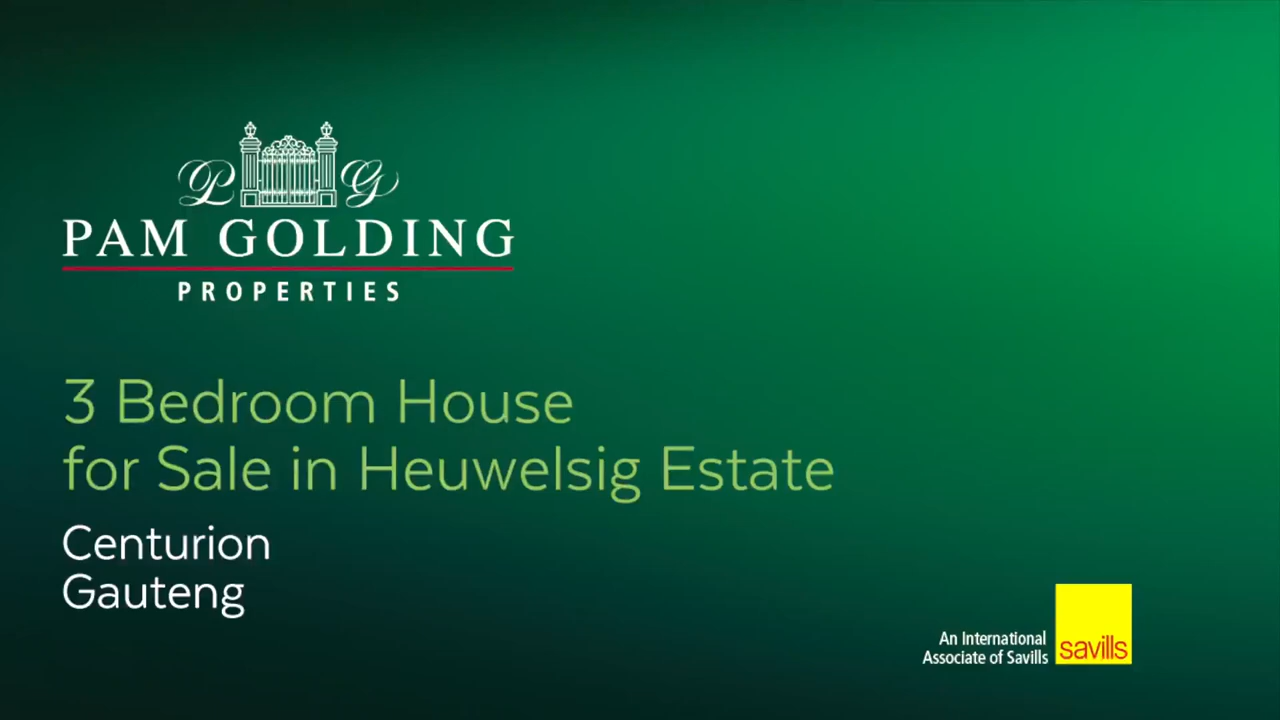 P G
PAM GOLDING
PROPERTIES
3 Bedroom House
for Sale in Heuwelsig Estate
Centurion
Gauteng
An International
Associate of Savills
savills